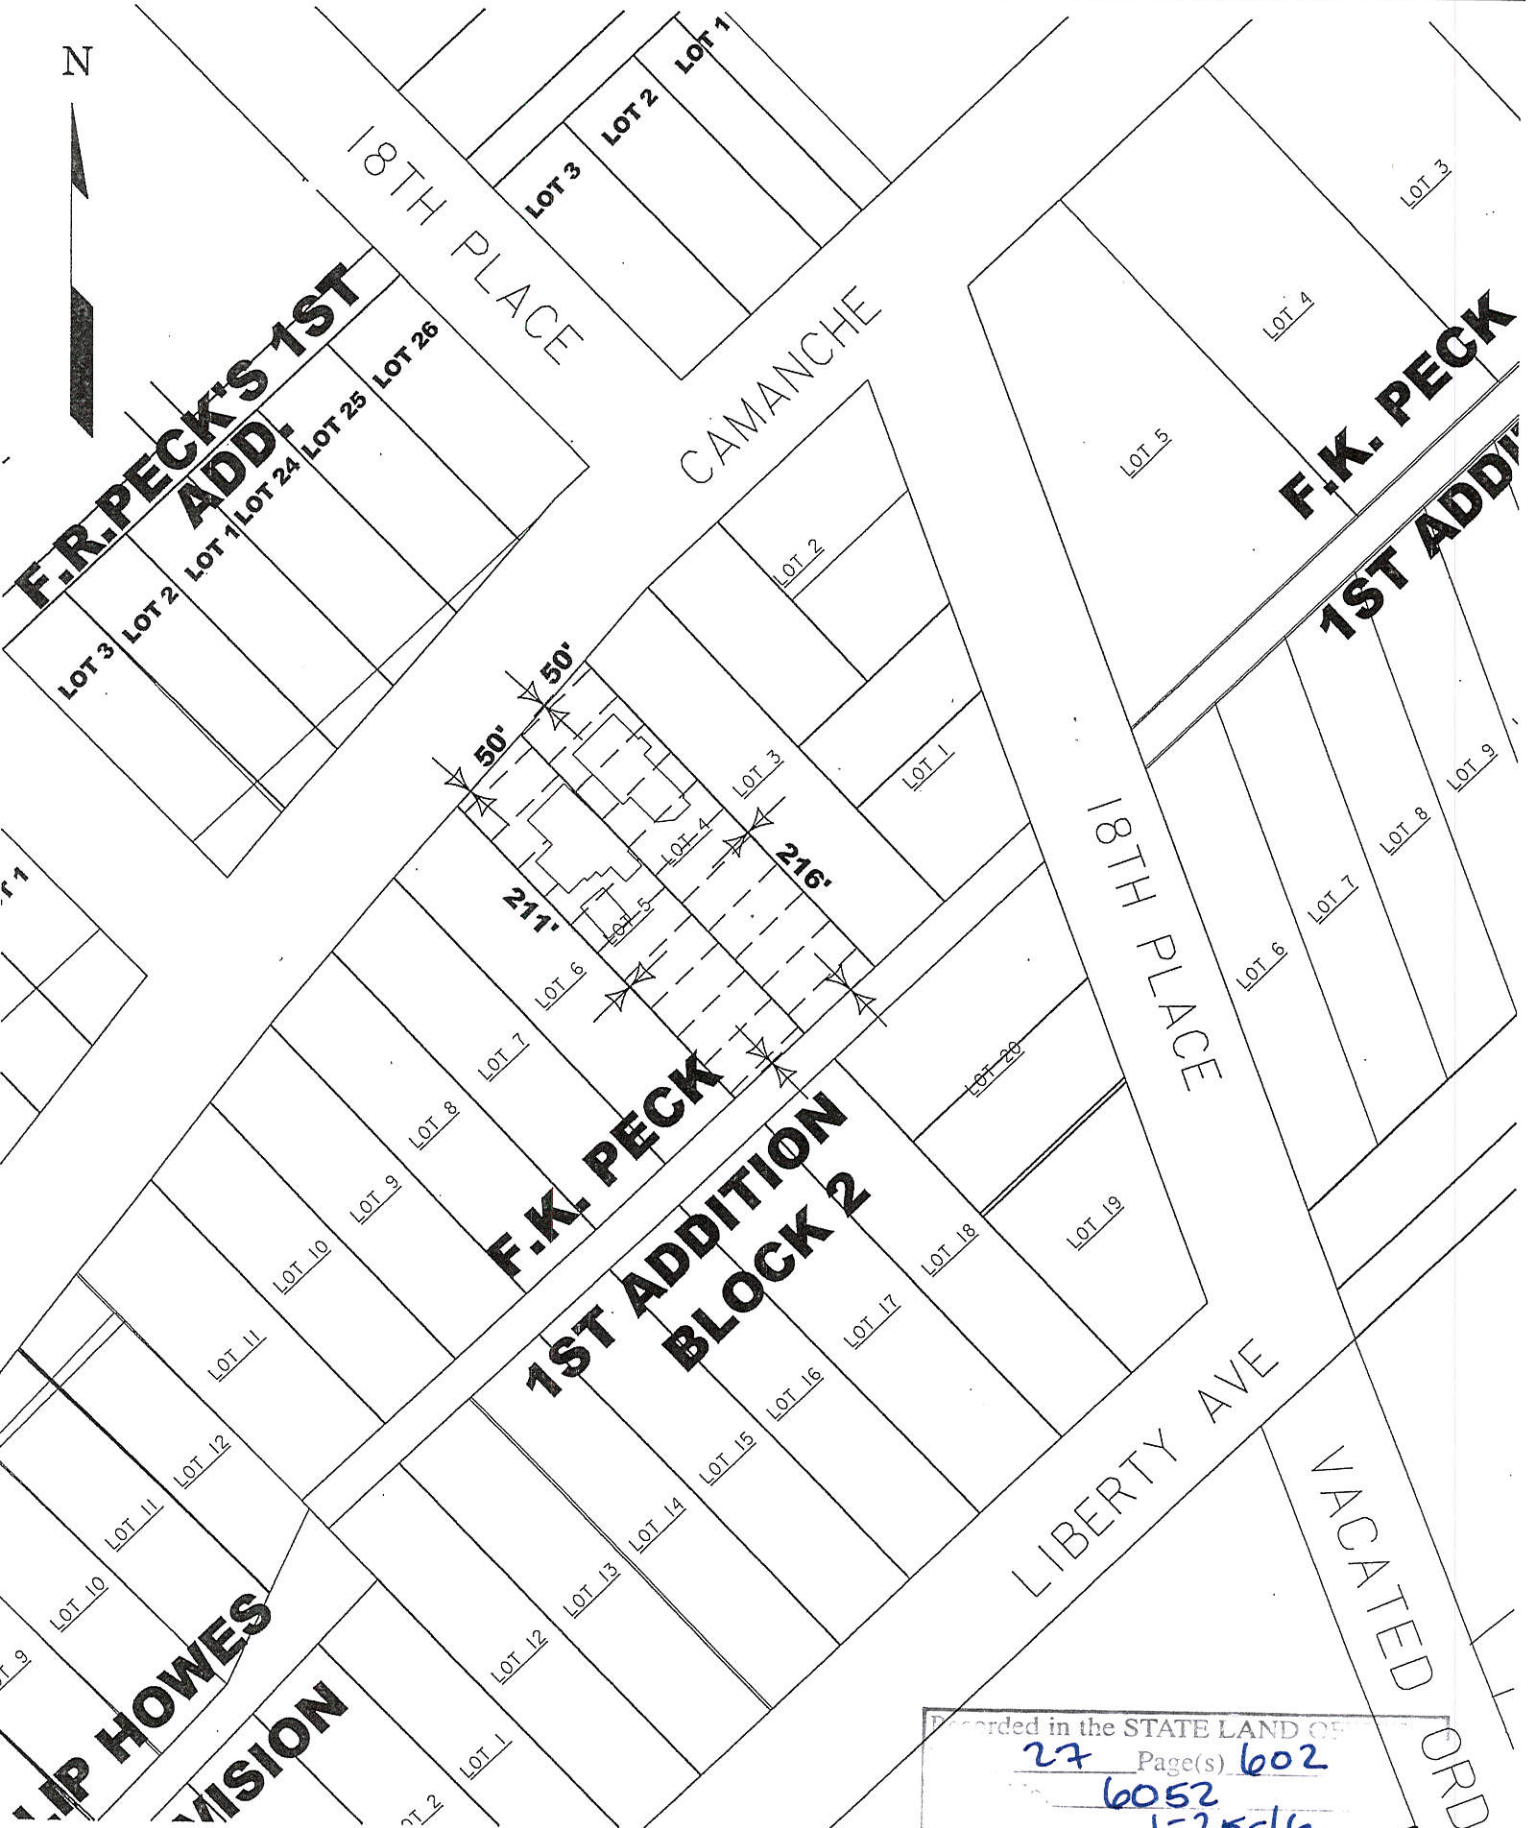 N
18TH PLACE
LOT 1
LOT 2
LOT 3
LOT 3
LOT 4
LOT 5
CAMANCHE
F.R.PECK'S 1ST
ADD.
LOT 26
LOT 25
LOT 24
LOT 1
LOT 2
LOT 3
F.K. PECK
1ST
LOT 2
LOT 1
LOT 3
50'
50'
LOT 4
216'
LOT 5
211'
LOT 6
LOT 7
LOT 8
LOT 9
LOT 10
LOT 11
LOT 12
LOT 11
LOT 10
18TH PLACE
LOT 9
LOT 8
LOT 7
LOT 6
F.K. PECK
1ST ADDITION
BLOCK 2
LOT 20
LOT 19
LOT 18
LOT 17
LOT 16
LOT 15
LOT 14
LOT 13
LOT 12
LOT 1
LIBERTY AVE
VACATED ORD
HOWES
Recorded in the STATE LAND
27 Page(s) 602
6052